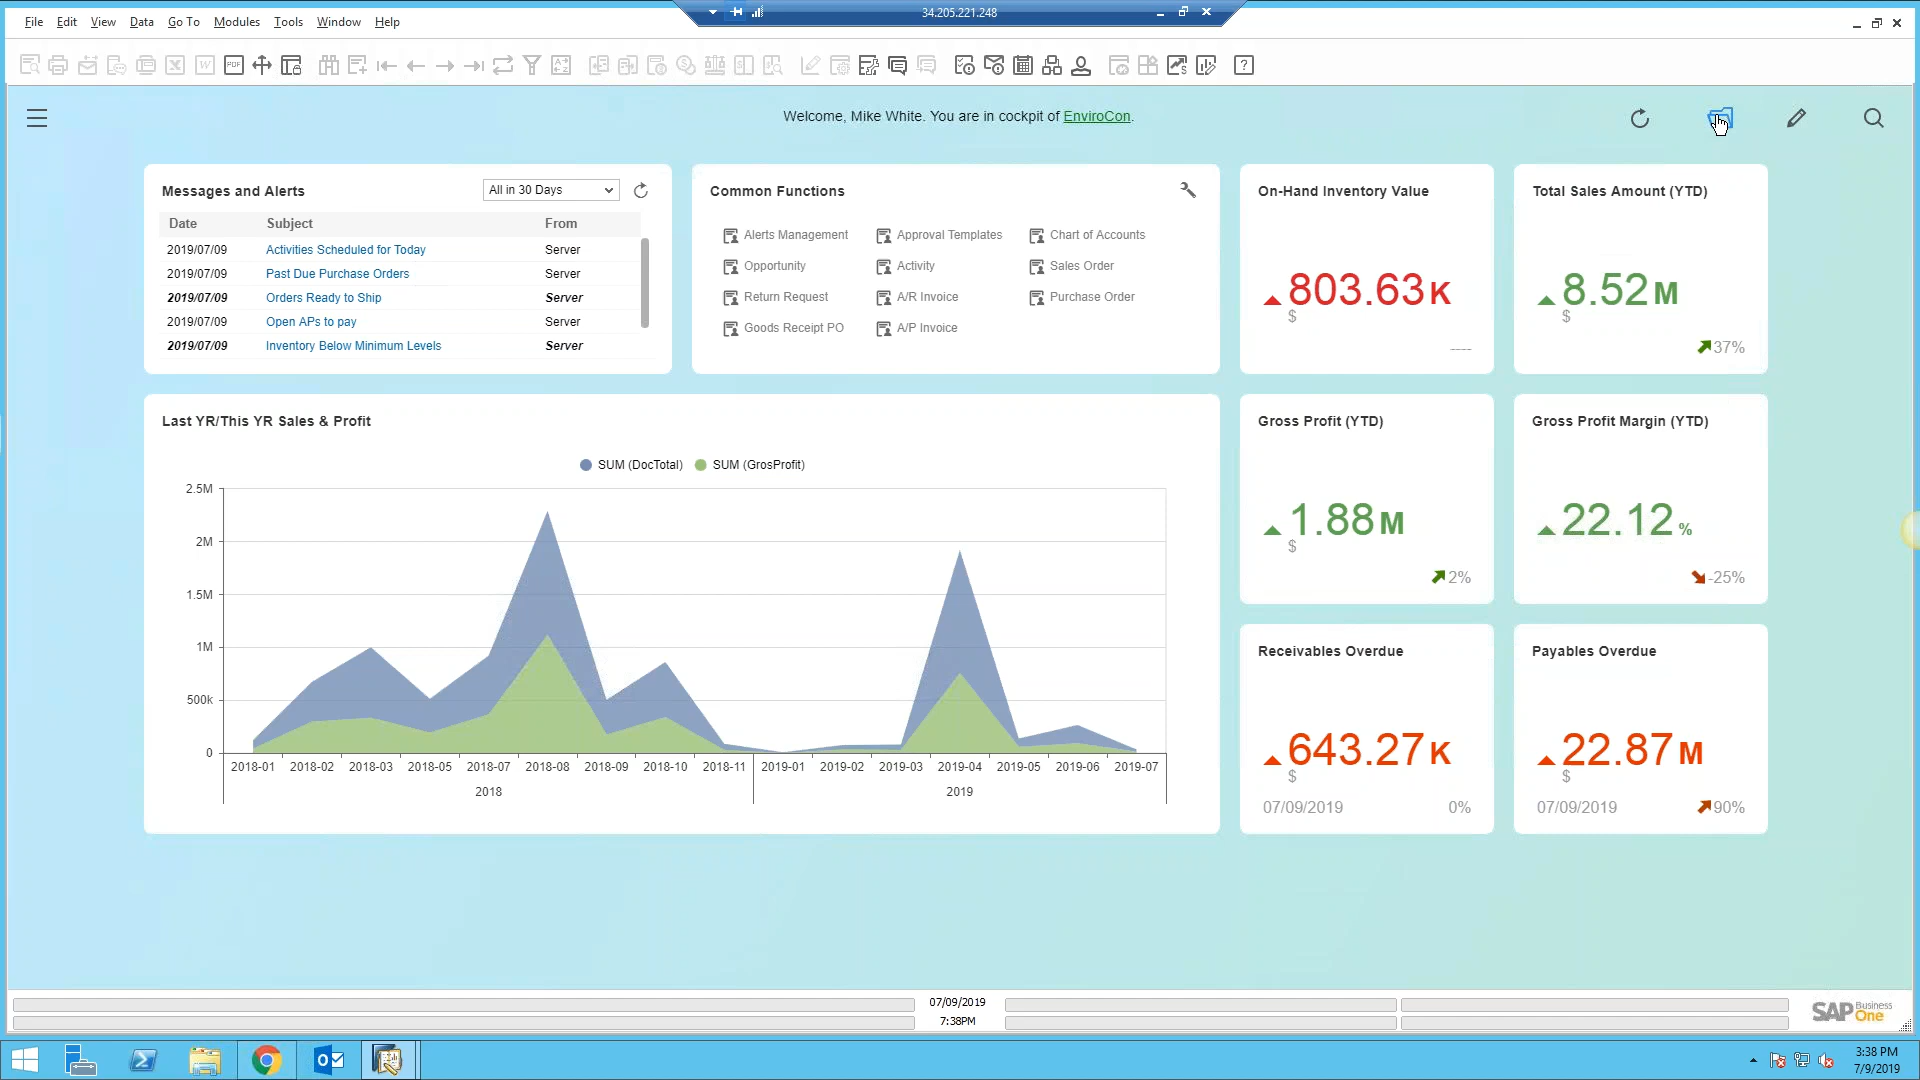 34.205.221.248
File Edit View Data Go To Modules Tools Window Help
Welcome, Mike White. You are in cockpit of EnviroCon.
Messages and Alerts
All in 30 Days
Date Subject From
2019/07/09 Activities Scheduled for Today Server
2019/07/09 Past Due Purchase Orders Server
2019/07/09 Orders Ready to Ship Server
2019/07/09 Open APs to pay Server
2019/07/09 Inventory Below Minimum Levels Server
Common Functions
Alerts Management Approval Templates Chart of Accounts
Opportunity Activity Sales Order
Return Request A/R Invoice Purchase Order
Goods Receipt PO A/P Invoice
On-Hand Inventory Value
803.63 K
$
Total Sales Amount (YTD)
8.52 M
$
37%
Last YR/This YR Sales & Profit
SUM (DocTotal) SUM (GrosProfit)
2.5M
2M
1.5M
1M
500k
0
2018-01 2018-02 2018-03 2018-05 2018-07 2018-08 2018-09 2018-10 2018-11 2019-01 2019-02 2019-03 2019-04 2019-05 2019-06 2019-07
2018 2019
Gross Profit (YTD)
1.88 M
$
2%
Gross Profit Margin (YTD)
22.12 %
-25%
Receivables Overdue
643.27 K
$
07/09/2019 0%
Payables Overdue
22.87 M
$
07/09/2019 90%
07/09/2019
7:38PM
SAP Business One
3:38 PM
7/9/2019